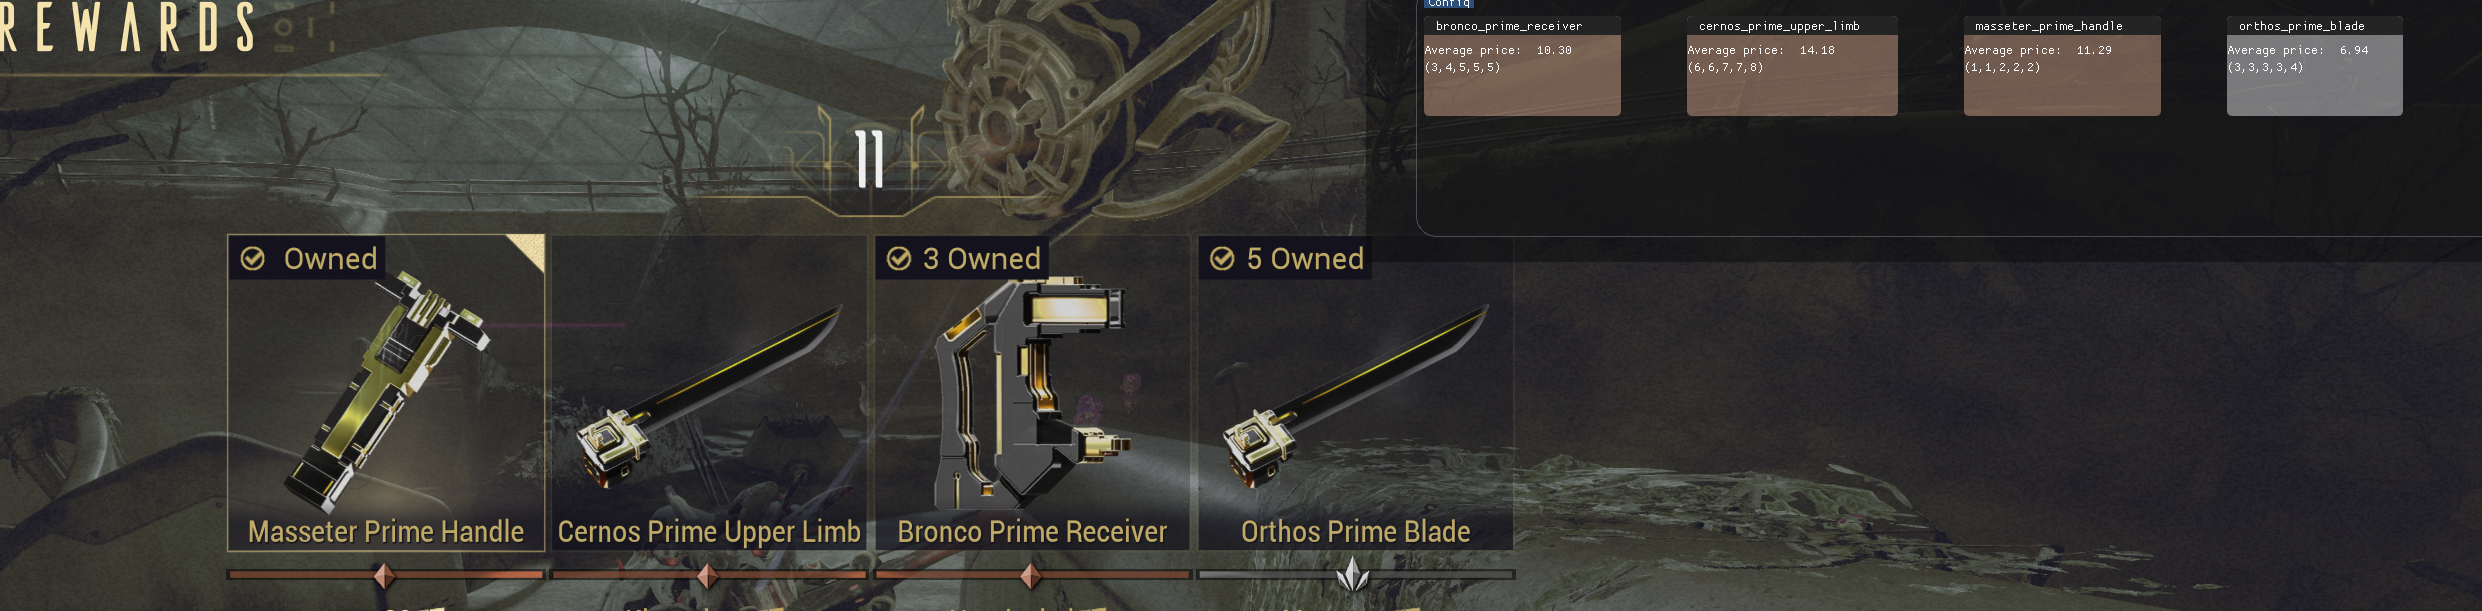 REWARDS
Config
bronco_prime_receiver
Average price: 10.30
(3,4,5,5,5)
cernos_prime_upper_limb
Average price: 14.18
(6,6,7,7,8)
masseter_prime_handle
Average price: 11.29
(1,1,2,2,2)
orthos_prime_blade
Average price: 6.94
(3,3,3,3,4)
11
Owned
3 Owned
5 Owned
Masseter Prime Handle
Cernos Prime Upper Limb
Bronco Prime Receiver
Orthos Prime Blade